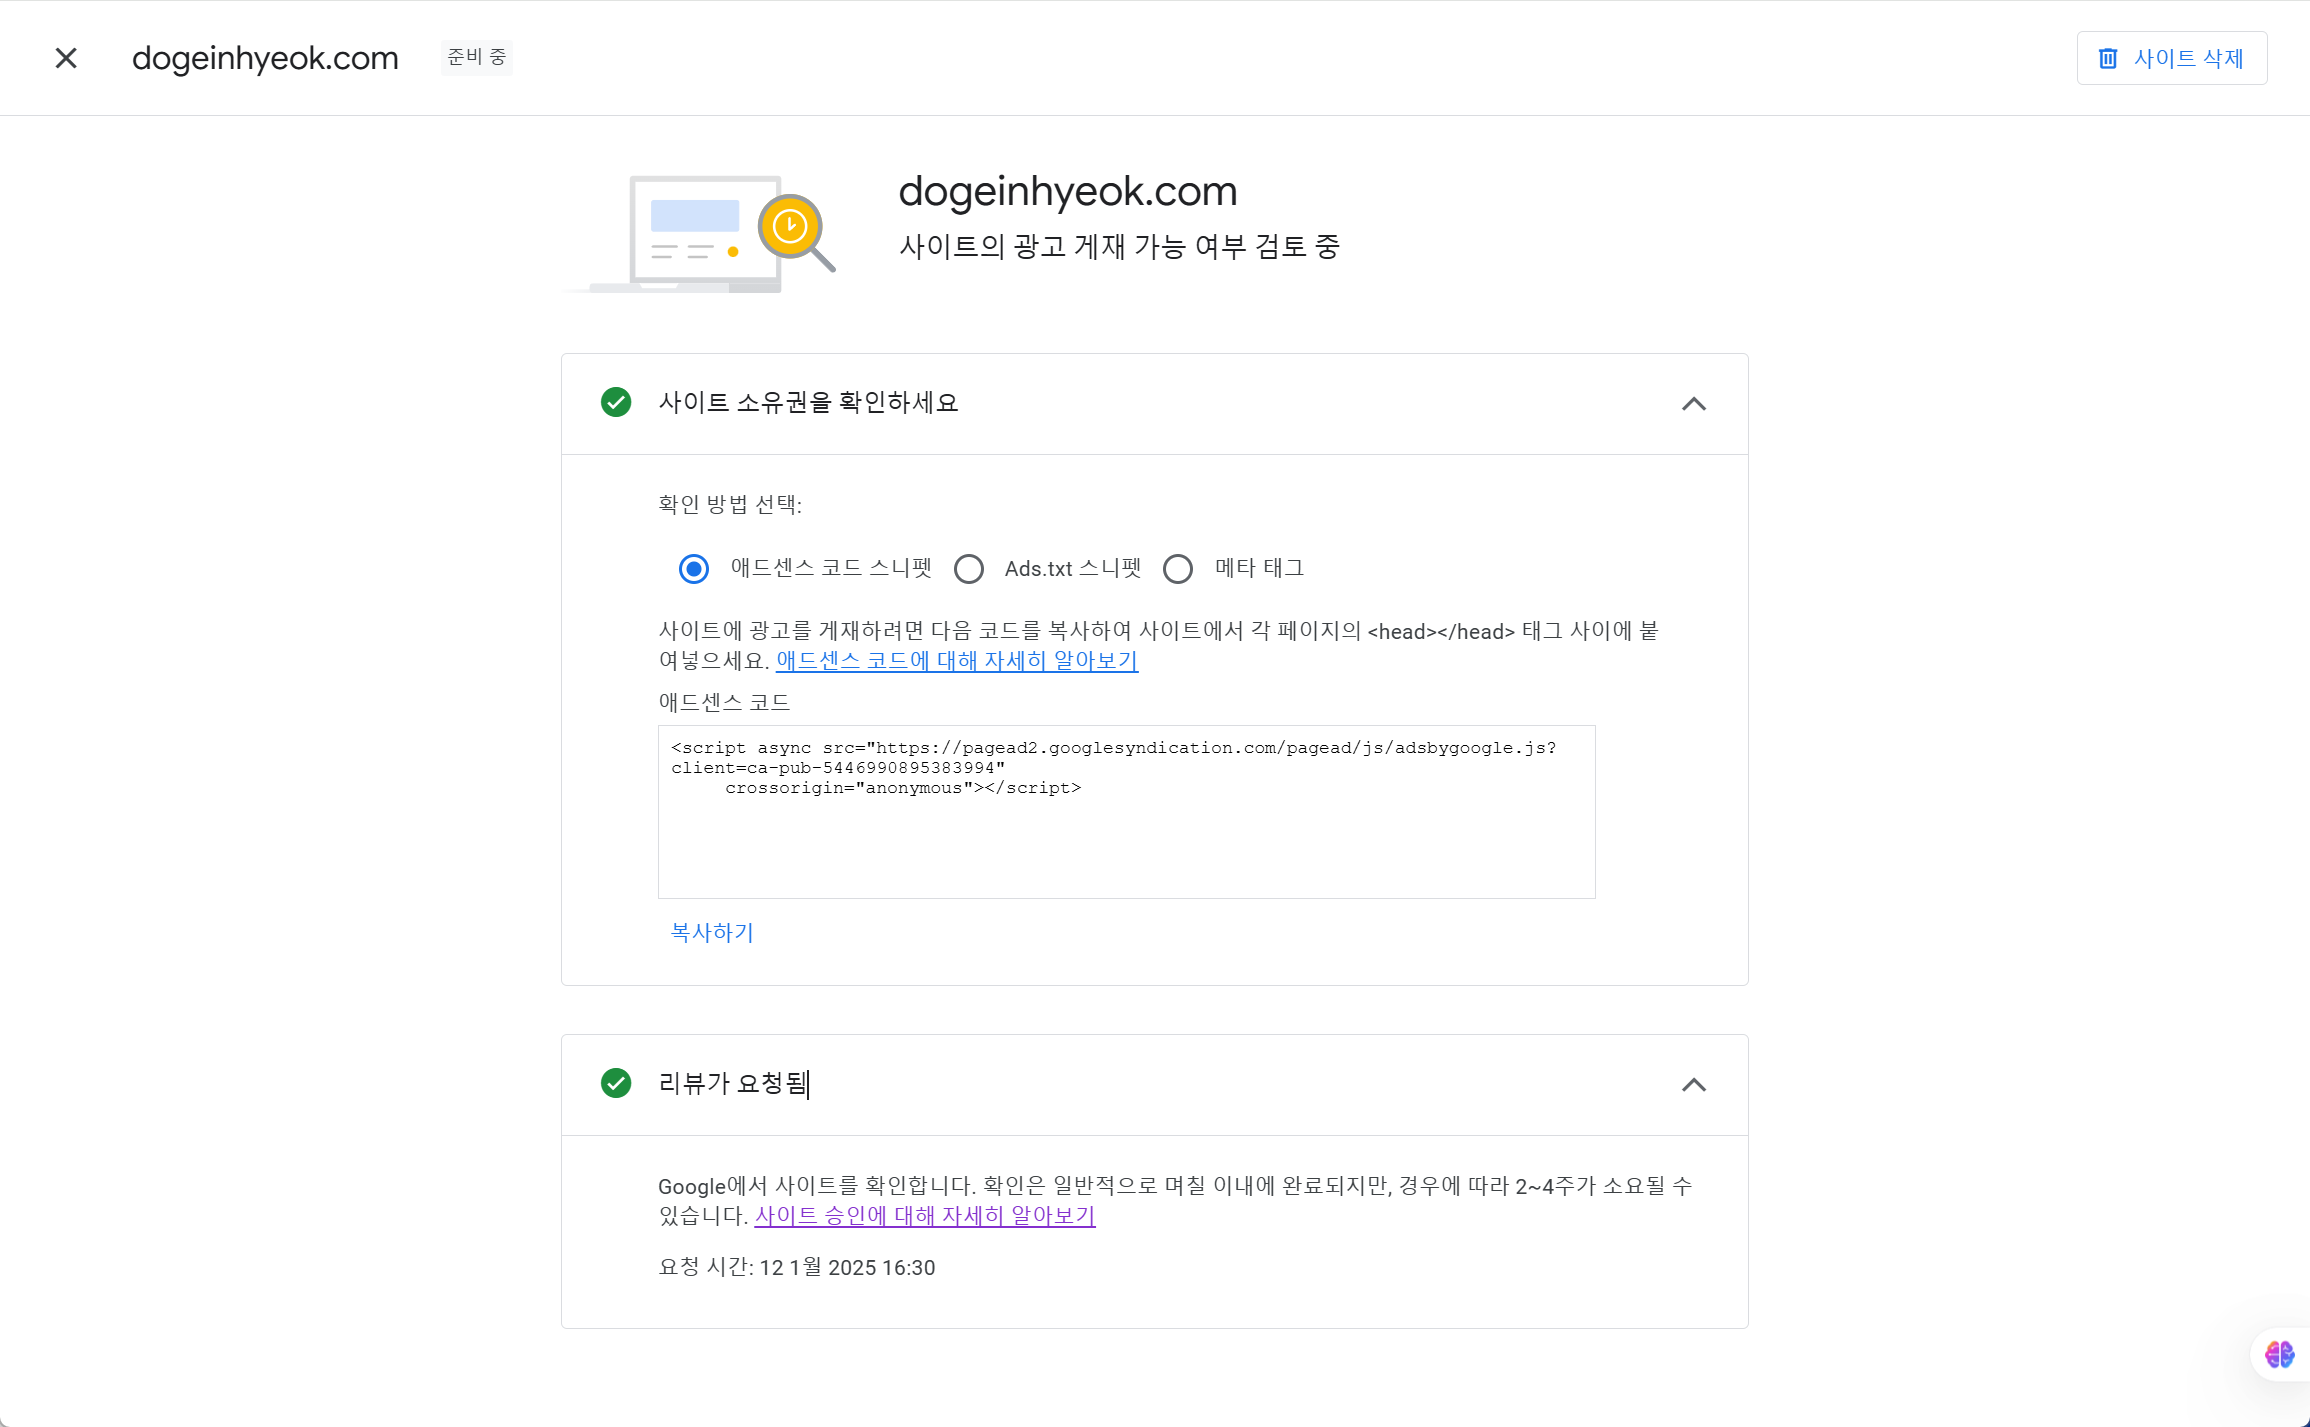 dogeinhyeok.com
준비 중
사이트 삭제
dogeinhyeok.com
사이트의 광고 게재 가능 여부 검토 중
사이트 소유권을 확인하세요
확인 방법 선택:
애드센스 코드 스니펫
Ads.txt 스니펫
메타 태그
사이트에 광고를 게재하려면 다음 코드를 복사하여 사이트에서 각 페이지의 <head></head> 태그 사이에 붙
여넣으세요. 애드센스 코드에 대해 자세히 알아보기
애드센스 코드
<script async src="https://pagead2.googlesyndication.com/pagead/js/adsbygoogle.js?
client=ca-pub-5446990895383994"
crossorigin="anonymous"></script>
복사하기
리뷰가 요청됨
Google에서 사이트를 확인합니다. 확인은 일반적으로 며칠 이내에 완료되지만, 경우에 따라 2~4주가 소요될 수
있습니다. 사이트 승인에 대해 자세히 알아보기
요청 시간: 12 1월 2025 16:30